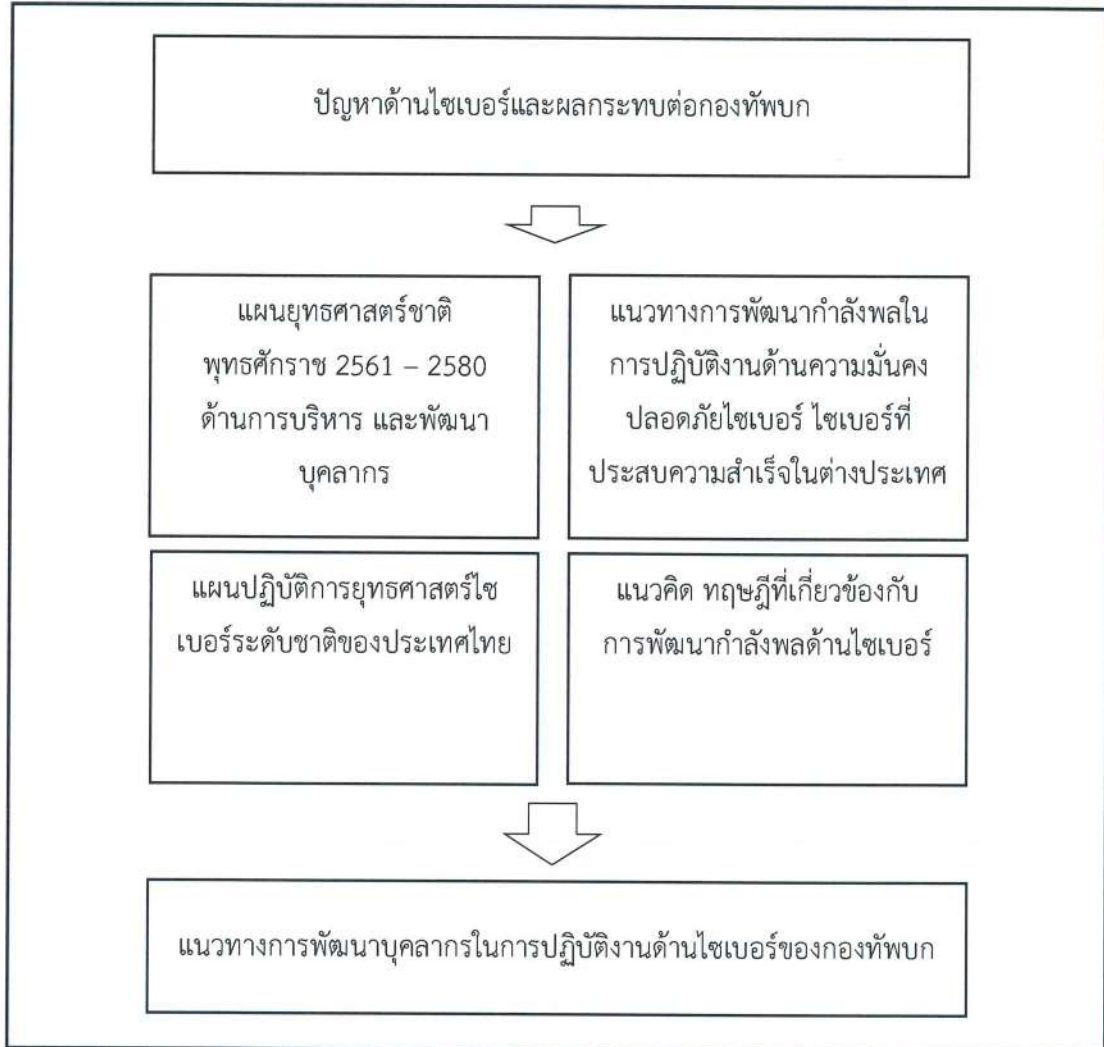 ปัญหาด้านไซเบอร์และผลกระทบต่อกองทัพบก
แผนยุทธศาสตร์ชาติ
พุทธศักราช 2561 – 2580
ด้านการบริหาร และพัฒนา
บุคลากร
แนวทางการพัฒนากำลังพลใน
การปฏิบัติงานด้านความมั่นคง
ปลอดภัยไซเบอร์ ไซเบอร์ที่
ประสบความสำเร็จในต่างประเทศ
แผนปฏิบัติการยุทธศาสตร์ไซ
เบอร์ระดับชาติของประเทศไทย
แนวคิด ทฤษฎีที่เกี่ยวข้องกับ
การพัฒนากำลังพลด้านไซเบอร์
แนวทางการพัฒนาบุคลากรในการปฏิบัติงานด้านไซเบอร์ของกองทัพบก